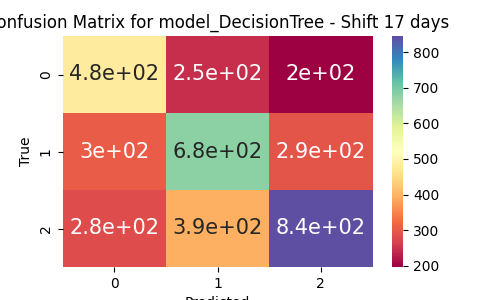 onfusion Matrix for model_DecisionTree - Shift 17 days
True
0 4.8e+02 2.5e+02 2e+02
1 3e+02 6.8e+02 2.9e+02
2 2.8e+02 3.9e+02 8.4e+02
0 1 2
Predicted
800
700
600
500
400
300
200